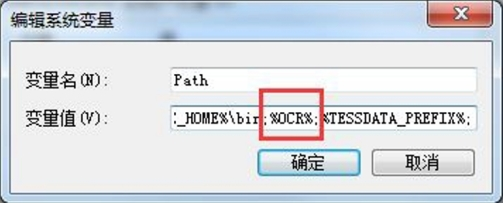 编辑系统变量
变量名(N):
Path
变量值(V):
_HOME%\bin;%OCR%;%TESSDATA_PREFIX%;
确定
取消